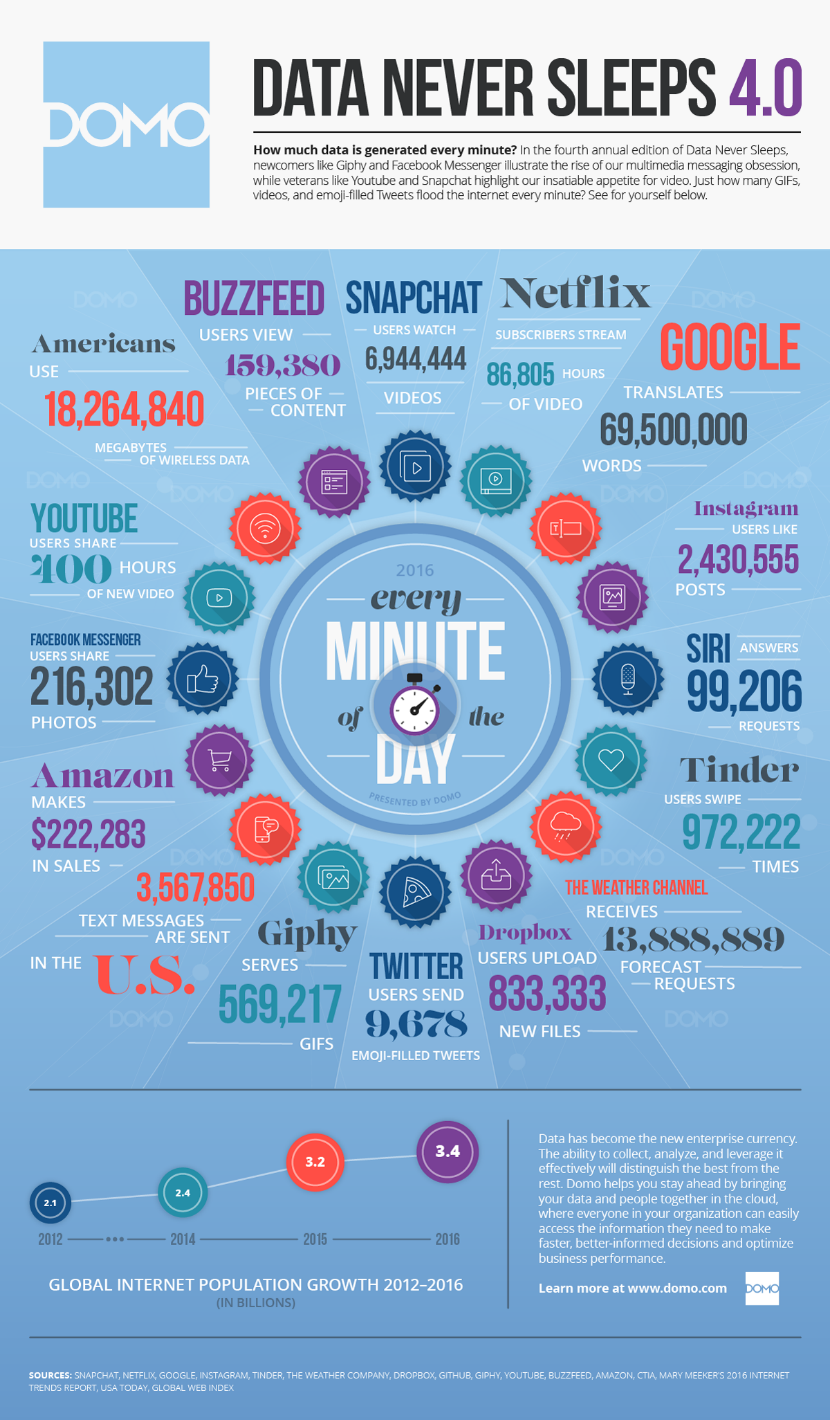 DOMO
DATA NEVER SLEEPS 4.0
How much data is generated every minute? In the fourth annual edition of Data Never Sleeps,
newcomers like Giphy and Facebook Messenger illustrate the rise of our multimedia messaging obsession,
while veterans like Youtube and Snapchat highlight our insatiable appetite for video. Just how many GIFs,
videos, and emoji-filled Tweets flood the internet every minute? See for yourself below.
Americans
USE
18,264,840
MEGABYTES
OF WIRELESS DATA
BUZZFEED
USERS VIEW
159,380
PIECES OF
CONTENT
SNAPCHAT
USERS WATCH
6,944,444
VIDEOS
Netflix
SUBSCRIBERS STREAM
86,805 HOURS
OF VIDEO
GOOGLE
TRANSLATES
69,500,000
WORDS
YOUTUBE
USERS SHARE
400 HOURS
OF NEW VIDEO
Instagram
USERS LIKE
2,430,555
POSTS
FACEBOOK MESSENGER
USERS SHARE
216,302
PHOTOS
2016
every
MINUTE
of the
DAY
PRESENTED BY DOMO
SIRI ANSWERS
99,206
REQUESTS
Amazon
MAKES
$222,283
IN SALES
Tinder
USERS SWIPE
972,222
TIMES
3,567,850
TEXT MESSAGES
ARE SENT
IN THE U.S.
Giphy
SERVES
569,217
GIFS
TWITTER
USERS SEND
9,678
EMOJI-FILLED TWEETS
Dropbox
USERS UPLOAD
833,333
NEW FILES
THE WEATHER CHANNEL
RECEIVES
13,888,889
FORECAST
REQUESTS
DOMO
DOMO
DOMO
DOMO
DOMO
DOMO
DOMO
DOMO
DOMO
DOMO
2.1
2.4
3.2
3.4
2012 ••• 2014 2015 2016
GLOBAL INTERNET POPULATION GROWTH 2012–2016
(IN BILLIONS)
Data has become the new enterprise currency.
The ability to collect, analyze, and leverage it
effectively will distinguish the best from the
rest. Domo helps you stay ahead by bringing
your data and people together in the cloud,
where everyone in your organization can easily
access the information they need to make
faster, better-informed decisions and optimize
business performance.
Learn more at www.domo.com DOMO
SOURCES: SNAPCHAT, NETFLIX, GOOGLE, INSTAGRAM, TINDER, THE WEATHER COMPANY, DROPBOX, GITHUB, GIPHY, YOUTUBE, BUZZFEED, AMAZON, CTIA, MARY MEEKER'S 2016 INTERNET
TRENDS REPORT, USA TODAY, GLOBAL WEB INDEX